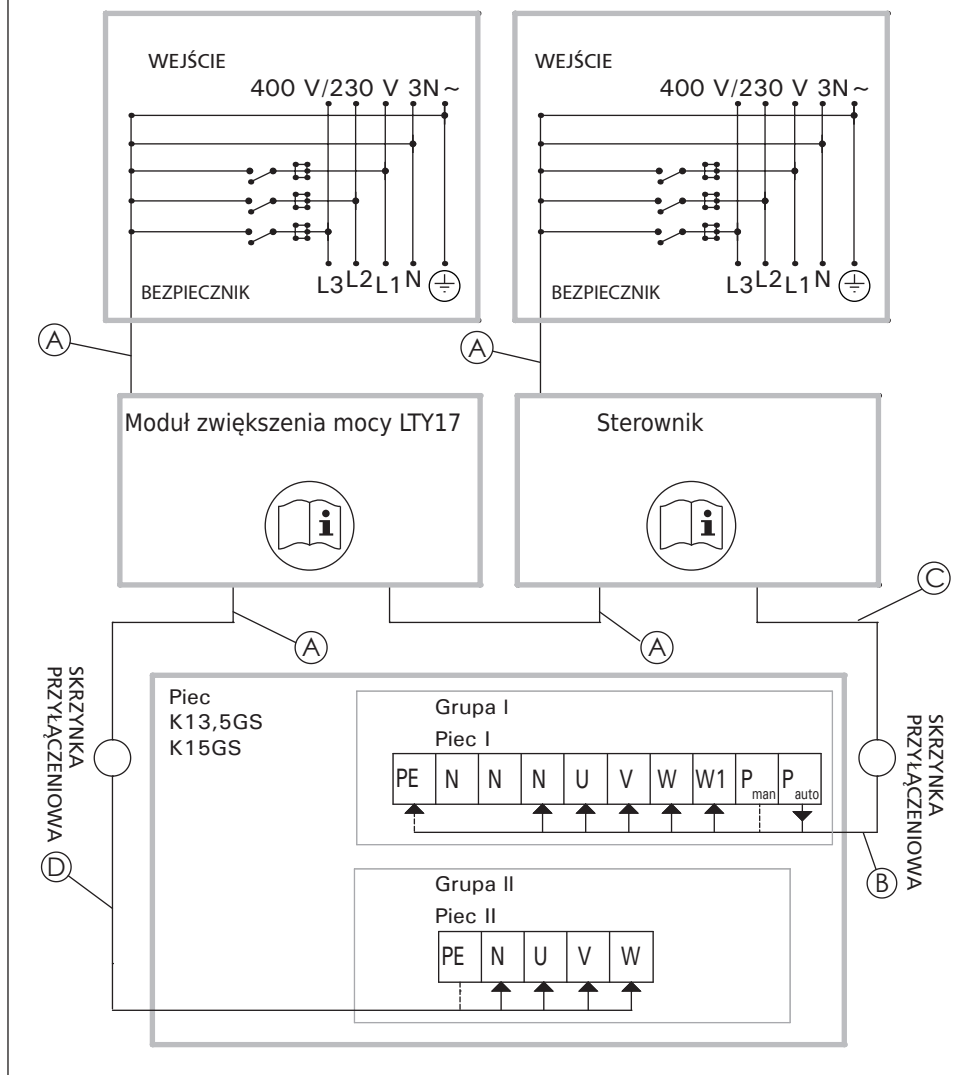 WEJŚCIE
400 V/230 V 3N~
L3 L2 L1 N
BEZPIECZNIK
WEJŚCIE
400 V/230 V 3N~
L3 L2 L1 N
BEZPIECZNIK
A
A
Moduł zwiększenia mocy LTY17
i
Sterownik
i
A
A
C
SKRZYNKA
PRZYŁĄCZENIOWA
Piec
K13,5GS
K15GS
Grupa I
Piec I
PE N N N U V W W1 Pman Pauto
SKRZYNKA
PRZYŁĄCZENIOWA
D
B
Grupa II
Piec II
PE N U V W